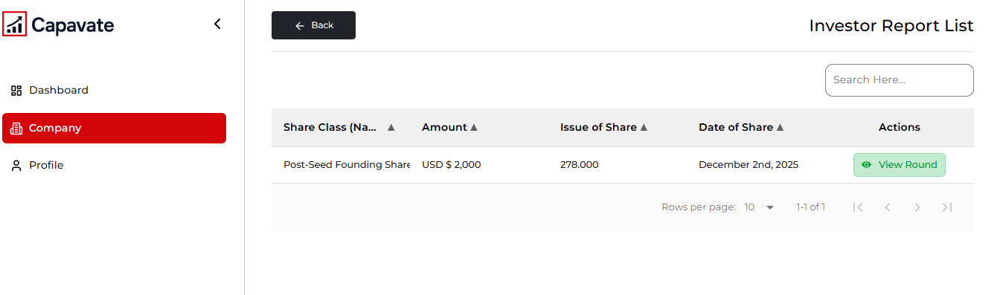 Capavate
Back
Investor Report List
Dashboard
Search Here...
Company
Share Class (Na... Amount Issue of Share Date of Share Actions
Profile
Post-Seed Founding Share USD $ 2,000 278.000 December 2nd, 2025 View Round
Rows per page: 10 1-1 of 1